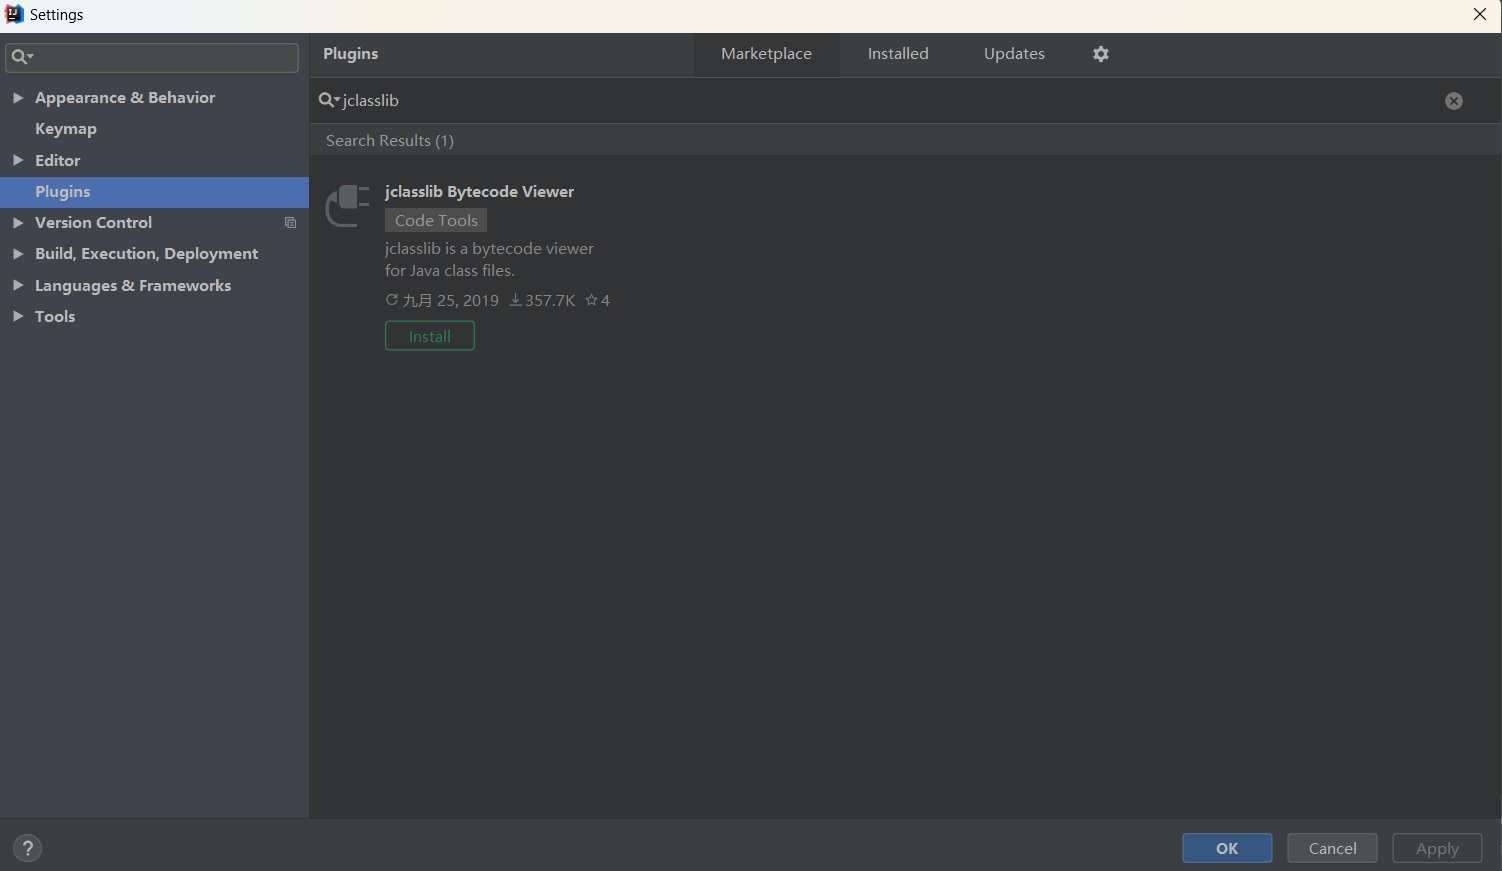 Settings
Plugins
Marketplace
Installed
Updates
Appearance & Behavior
Keymap
Editor
Plugins
Version Control
Build, Execution, Deployment
Languages & Frameworks
Tools
jclasslib
Search Results (1)
jclasslib Bytecode Viewer
Code Tools
jclasslib is a bytecode viewer
for Java class files.
九月 25, 2019 357.7K 4
Install
?
OK
Cancel
Apply